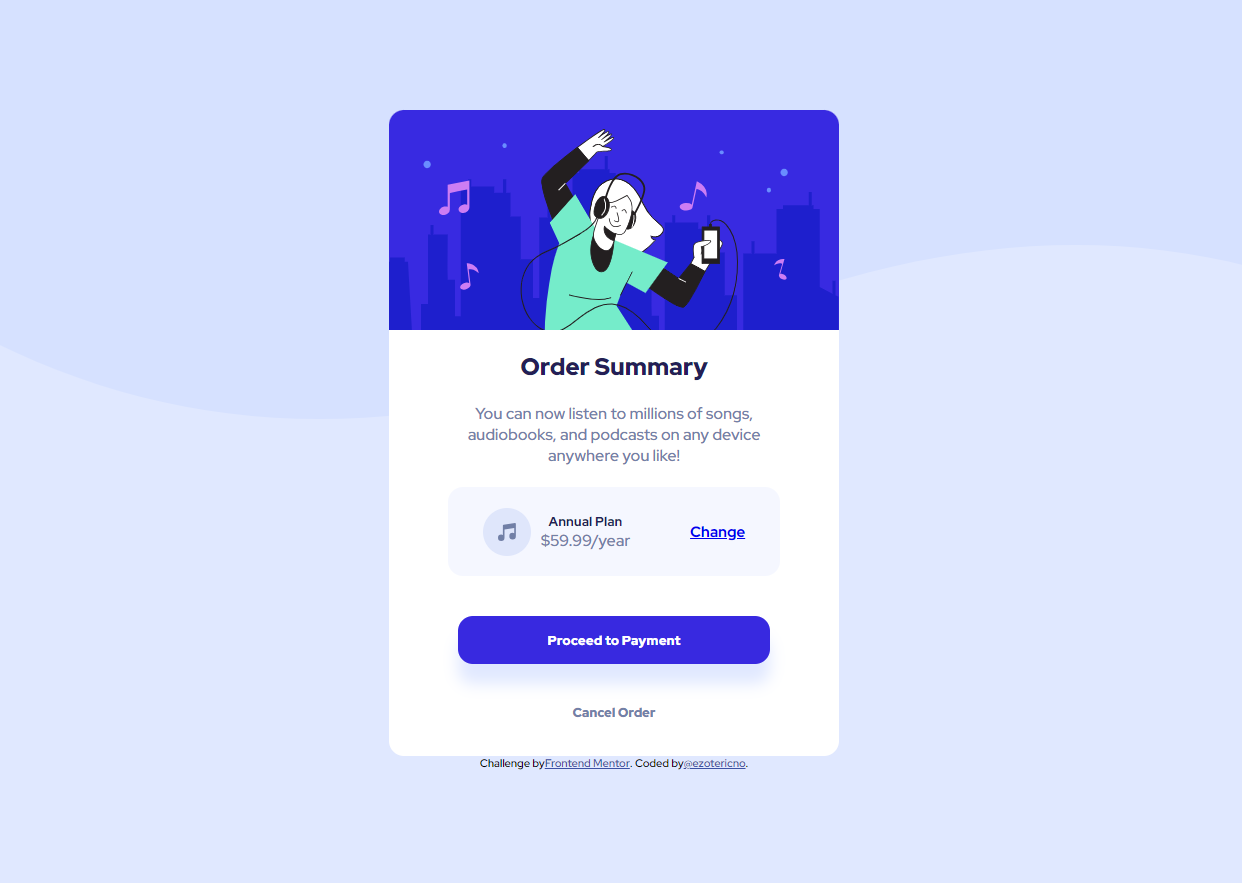 Order Summary
You can now listen to millions of songs,
audiobooks, and podcasts on any device
anywhere you like!
Annual Plan
$59.99/year
Change
Proceed to Payment
Cancel Order
Challenge byFrontend Mentor. Coded by@ezotericno.